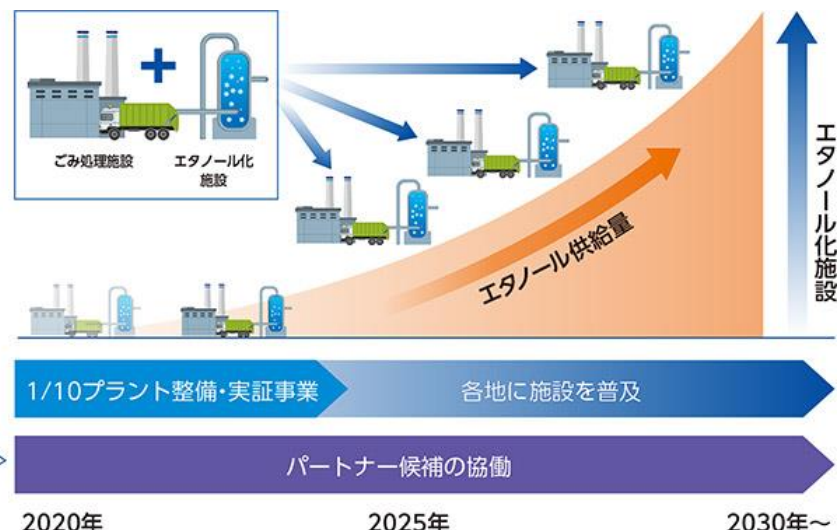 ごみ処理施設
エタノール化
施設
エタノール供給量
エタノール化施設
1/10プラント整備・実証事業
各地に施設を普及
パートナー候補の協働
2020年
2025年
2030年~